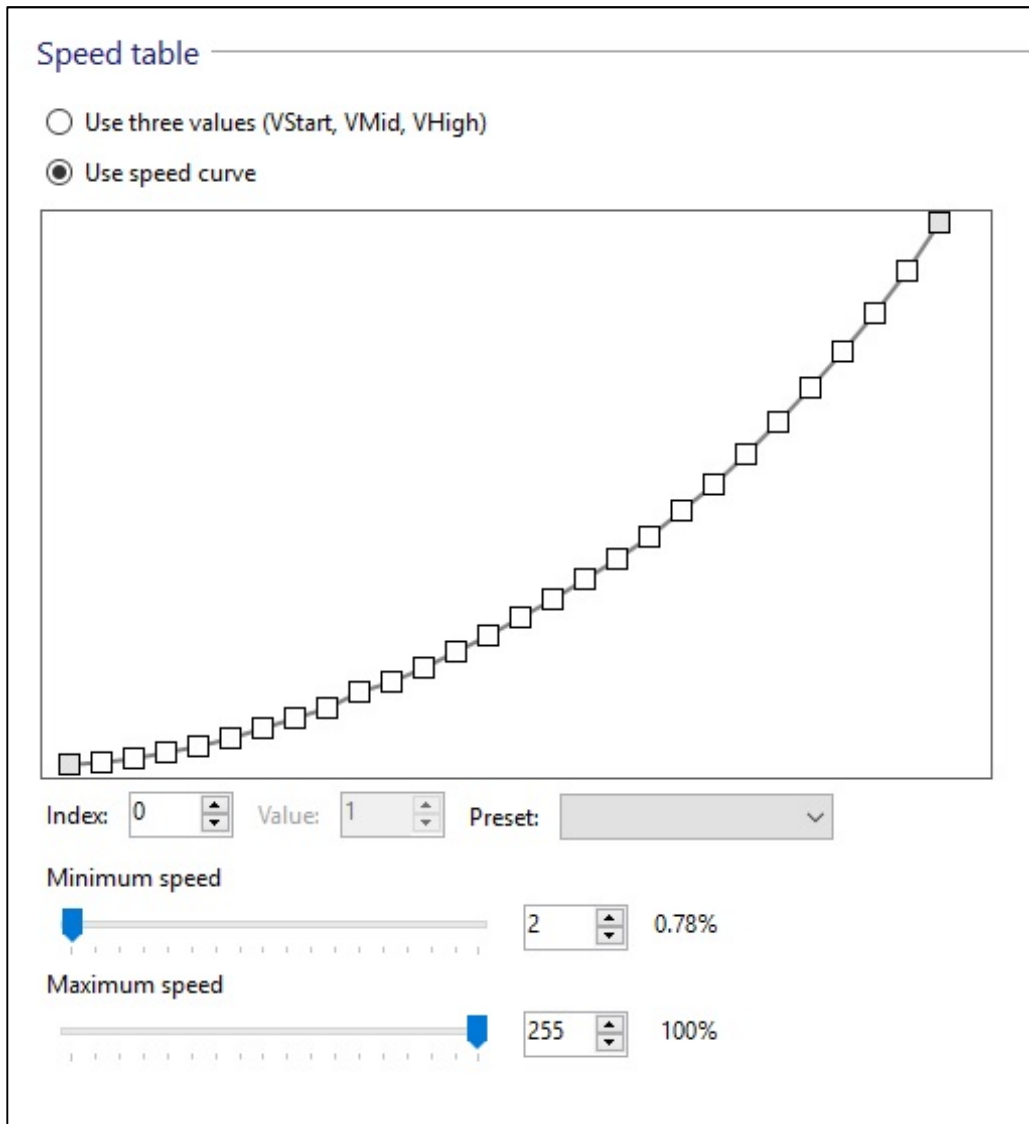 Speed table
Use three values (VStart, VMid, VHigh)
Use speed curve
Index: 0 Value: 1 Preset:
Minimum speed
2 0.78%
Maximum speed
255 100%